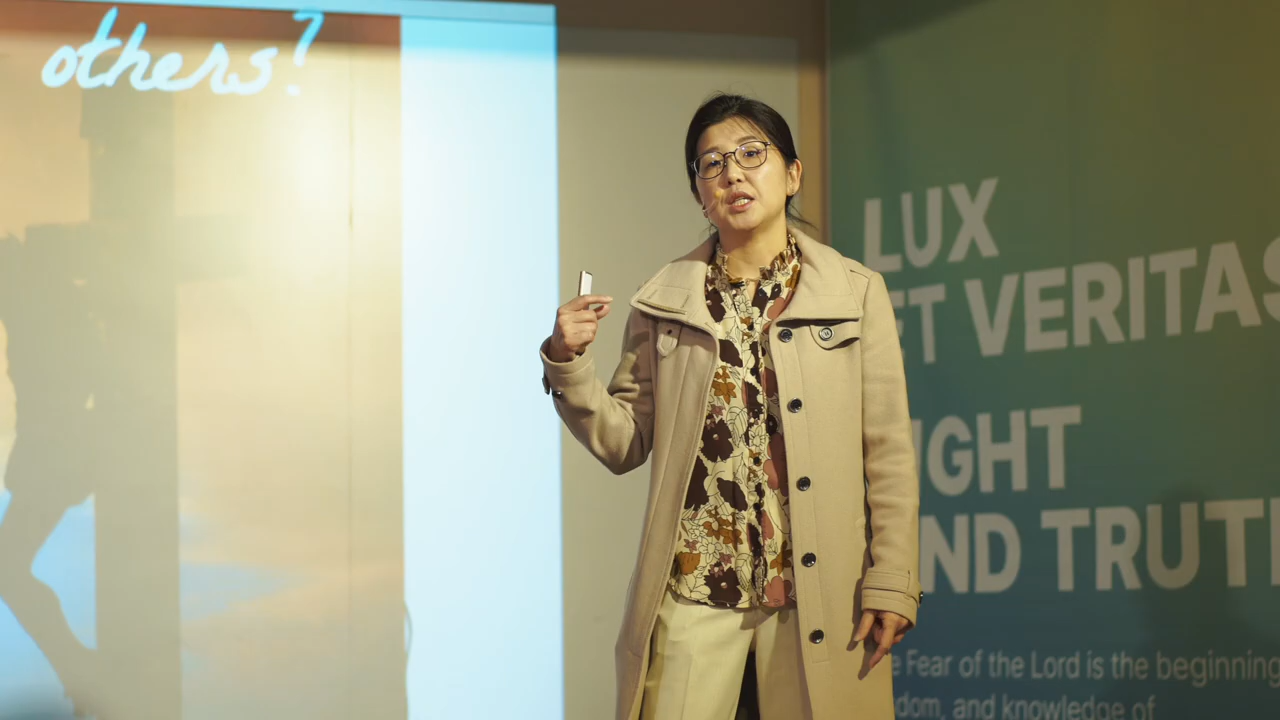 others?
LUX
ET VERITAS
IGHT
ND TRUT
e Fear of the Lord is the beginning
dom, and knowledge of